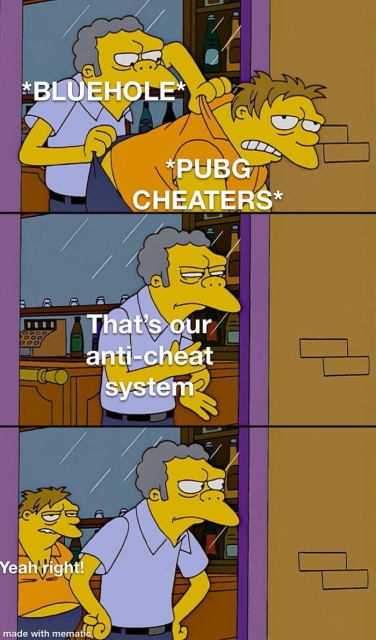 *BLUEHOLE*
*PUBG
CHEATERS*
That's our
anti-cheat
system
Yeah right!
made with mematic